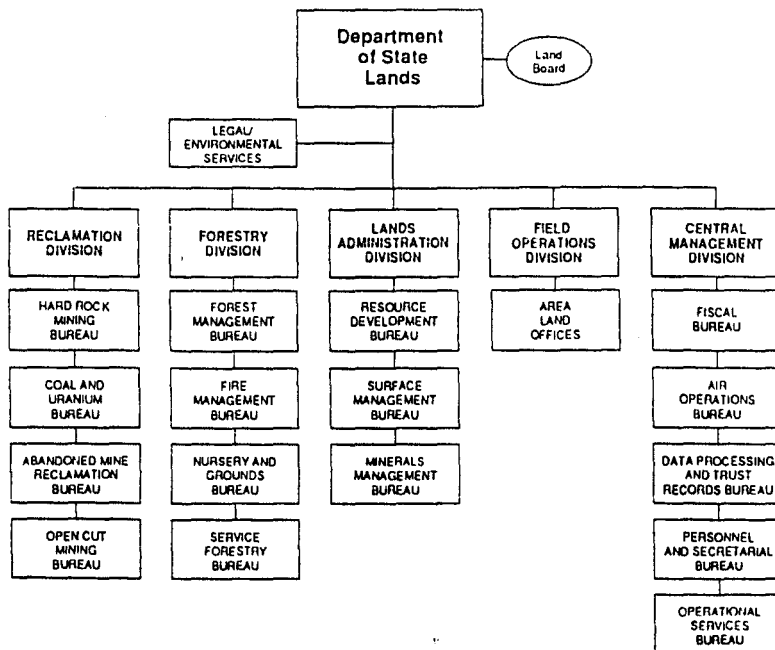 Department
of State
Lands
Land
Board
LEGAL/
ENVIRONMENTAL
SERVICES
RECLAMATION
DIVISION
FORESTRY
DIVISION
LANDS
ADMINISTRATION
DIVISION
FIELD
OPERATIONS
DIVISION
CENTRAL
MANAGEMENT
DIVISION
HARD ROCK
MINING
BUREAU
FOREST
MANAGEMENT
BUREAU
RESOURCE
DEVELOPMENT
BUREAU
AREA
LAND
OFFICES
FISCAL
BUREAU
COAL AND
URANIUM
BUREAU
FIRE
MANAGEMENT
BUREAU
SURFACE
MANAGEMENT
BUREAU
AIR
OPERATIONS
BUREAU
ABANDONED MINE
RECLAMATION
BUREAU
NURSERY AND
GROUNDS
BUREAU
MINERALS
MANAGEMENT
BUREAU
DATA PROCESSING
AND TRUST
RECORDS BUREAU
OPEN CUT
MINING
BUREAU
SERVICE
FORESTRY
BUREAU
PERSONNEL
AND SECRETARIAL
BUREAU
OPERATIONAL
SERVICES
BUREAU